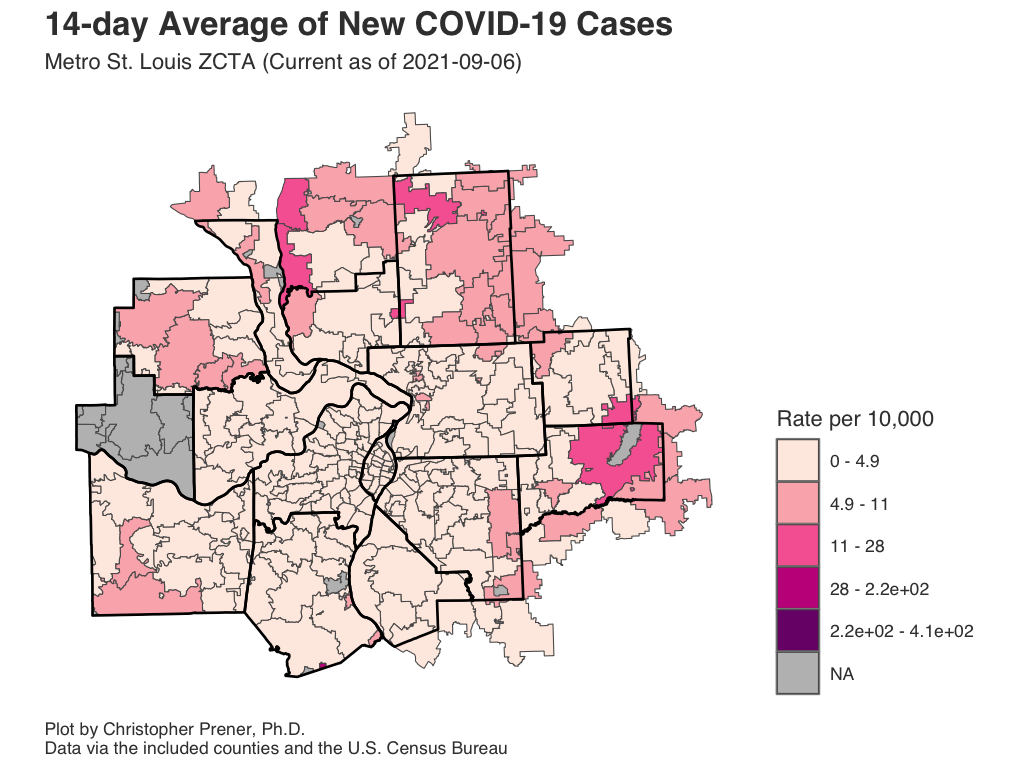 14-day Average of New COVID-19 Cases
Metro St. Louis ZCTA (Current as of 2021-09-06)
Rate per 10,000
0 - 4.9
4.9 - 11
11 - 28
28 - 2.2e+02
2.2e+02 - 4.1e+02
NA
Plot by Christopher Prener, Ph.D.
Data via the included counties and the U.S. Census Bureau